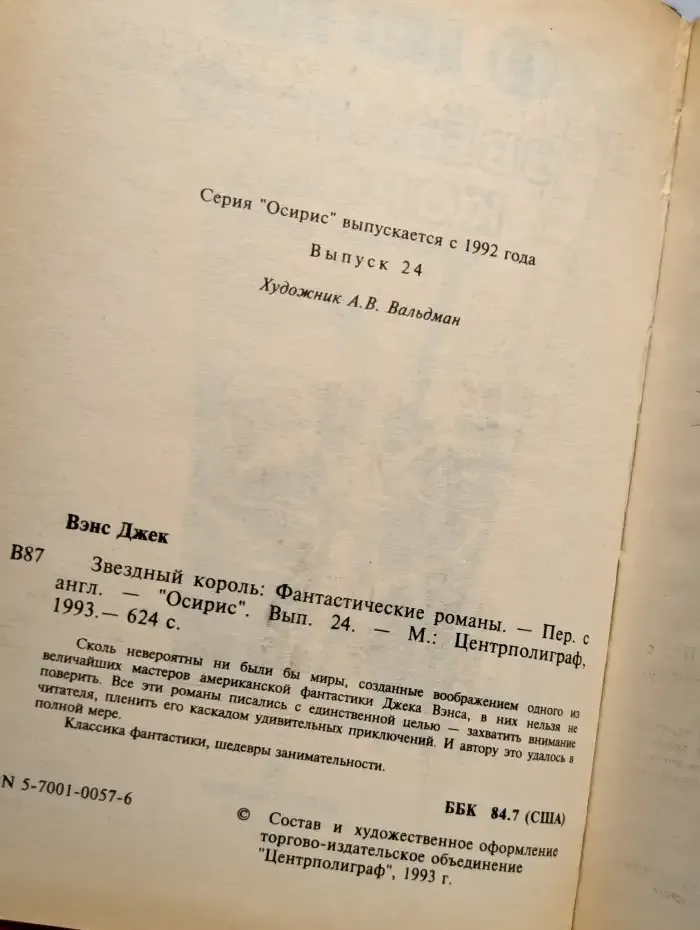 Серия "Осирис" выпускается с 1992 года
Выпуск 24
Художник А.В. Вальдман
Вэнс Джек
В87 Звездный король: Фантастические романы. — Пер. с
англ. — "Осирис". Вып. 24. — М.: Центрполиграф,
1993.— 624 с.
Сколь невероятны ни были бы миры, созданные воображением одного из
величайших мастеров американской фантастики Джека Вэнса, в них нельзя не
поверить. Все эти романы писались с единственной целью — захватить внимание
читателя, пленить его каскадом удивительных приключений. И автору это удалось в
полной мере.
Классика фантастики, шедевры занимательности.
ББК 84.7 (США)
N 5-7001-0057-6
© Состав и художественное оформление
торгово-издательское объединение
"Центрполиграф", 1993 г.